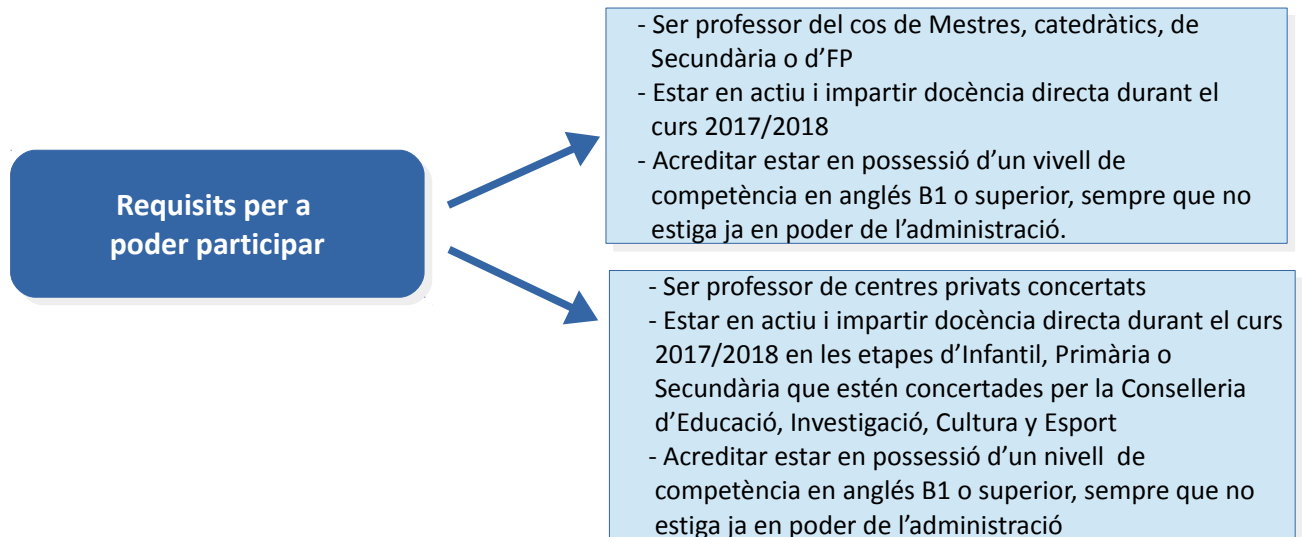 Requisits per a
poder participar
- Ser professor del cos de Mestres, catedràtics, de
Secundària o d’FP
- Estar en actiu i impartir docència directa durant el
curs 2017/2018
- Acreditar estar en possessió d’un vivell de
competència en anglés B1 o superior, sempre que no
estiga ja en poder de l’administració.
- Ser professor de centres privats concertats
- Estar en actiu i impartir docència directa durant el curs
2017/2018 en les etapes d’Infantil, Primària o
Secundària que estén concertades per la Conselleria
d’Educació, Investigació, Cultura y Esport
- Acreditar estar en possessió d’un nivell  de
competència en anglés B1 o superior, sempre que no
estiga ja en poder de l’administració